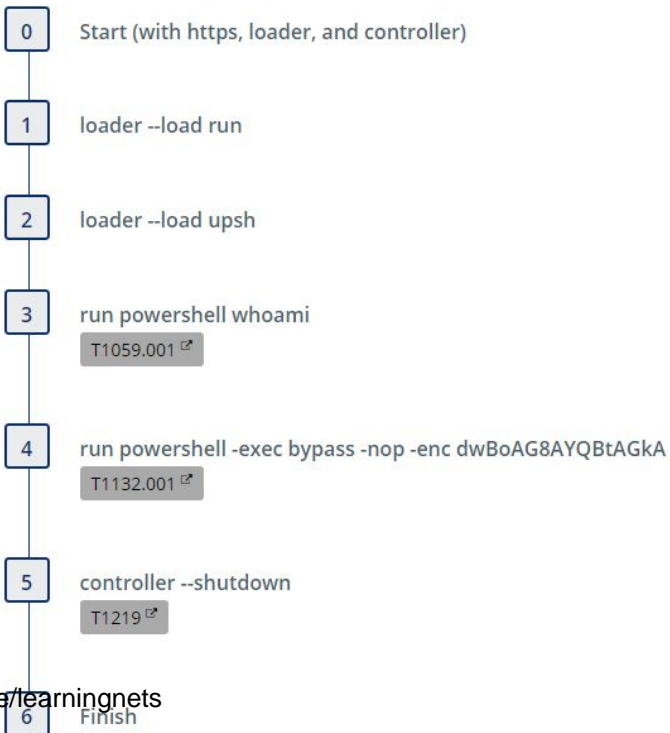 0 Start (with https, loader, and controller)
1 loader --load run
2 loader --load upsh
3 run powershell whoami
T1059.001
4 run powershell -exec bypass -nop -enc dwBoAG8AYQBtAGkA
T1132.001
5 controller --shutdown
T1219
e/learningnets
6 Finish